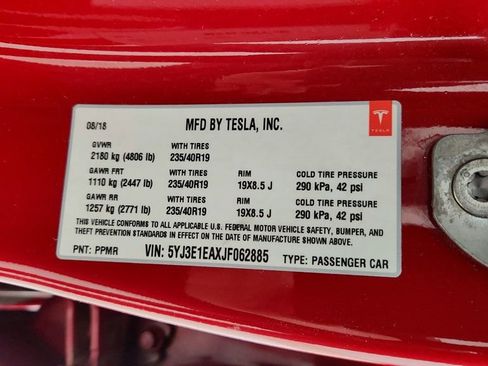 08/18 MFD BY TESLA, INC.
TESLA
GVWR WITH TIRES
2180 kg (4806 lb) 235/40R19
GAWR FRT WITH TIRES RIM COLD TIRE PRESSURE
1110 kg (2447 lb) 235/40R19 19X8.5 J 290 kPa, 42 psi
GAWR RR WITH TIRES RIM COLD TIRE PRESSURE
1257 kg (2771 lb) 235/40R19 19X8.5 J 290 kPa, 42 psi
THIS VEHICLE CONFORMS TO ALL APPLICABLE U.S. FEDERAL MOTOR VEHICLE SAFETY, BUMPER, AND
THEFT PREVENTION STANDARDS IN EFFECT ON THE DATE OF MANUFACTURE SHOWN ABOVE.
PNT: PPMR VIN: 5YJ3E1EAXJF062885 TYPE: PASSENGER CAR